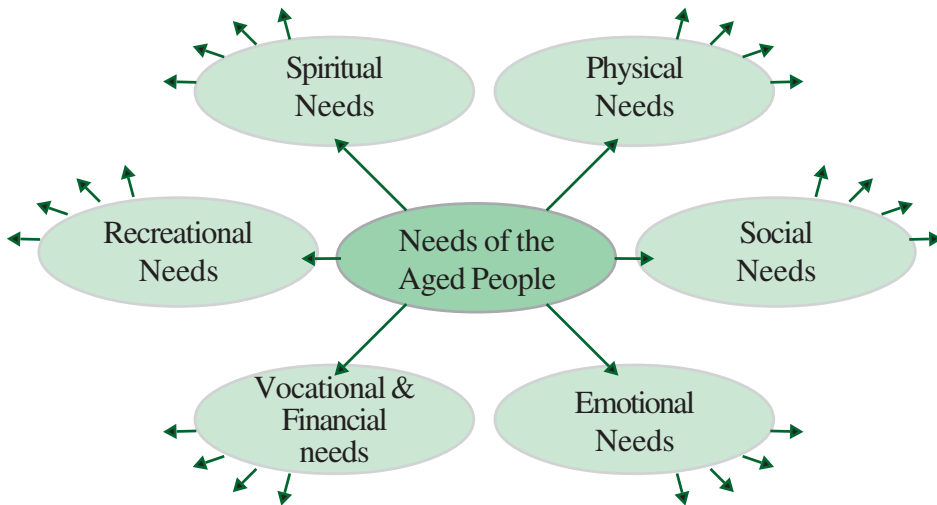 Spiritual
Needs
Physical
Needs
Recreational
Needs
Needs of the
Aged People
Social
Needs
Vocational &
Financial
needs
Emotional
Needs